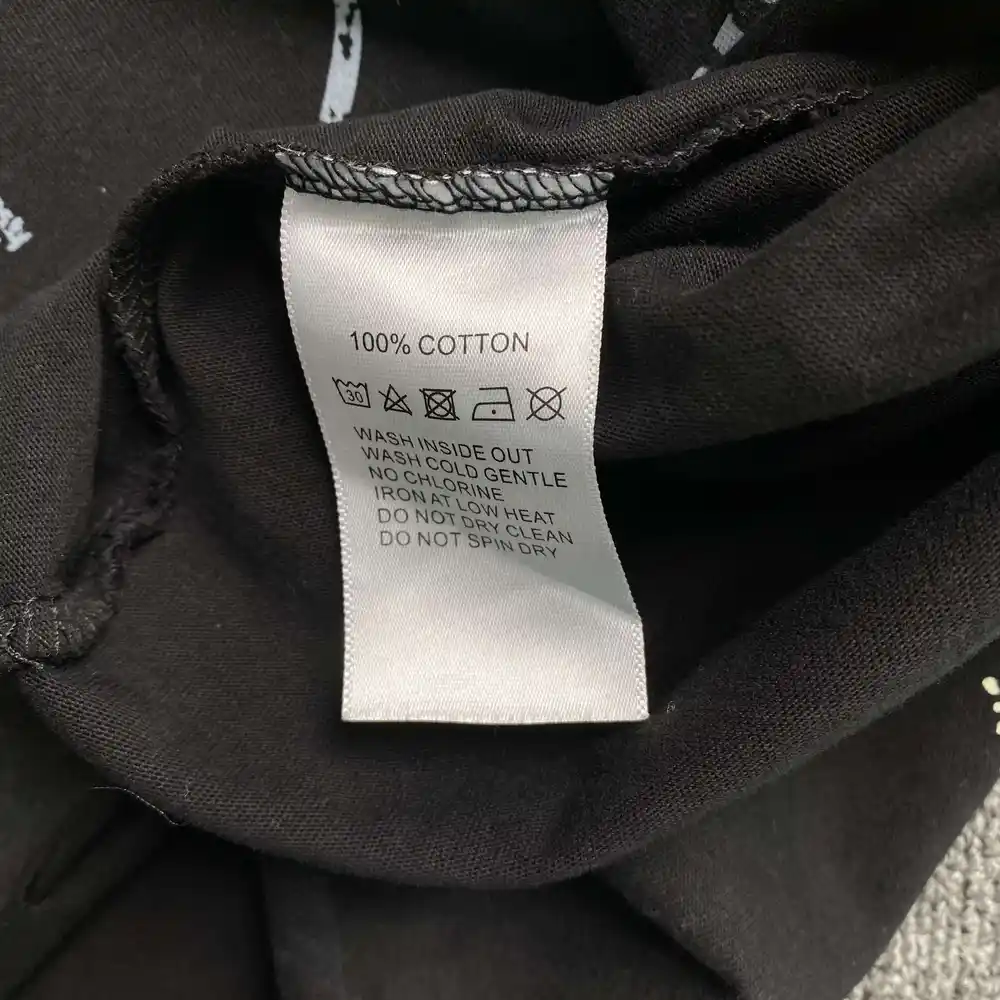 100% COTTON
30
WASH INSIDE OUT
WASH COLD GENTLE
NO CHLORINE
IRON AT LOW HEAT
DO NOT DRY CLEAN
DO NOT SPIN DRY